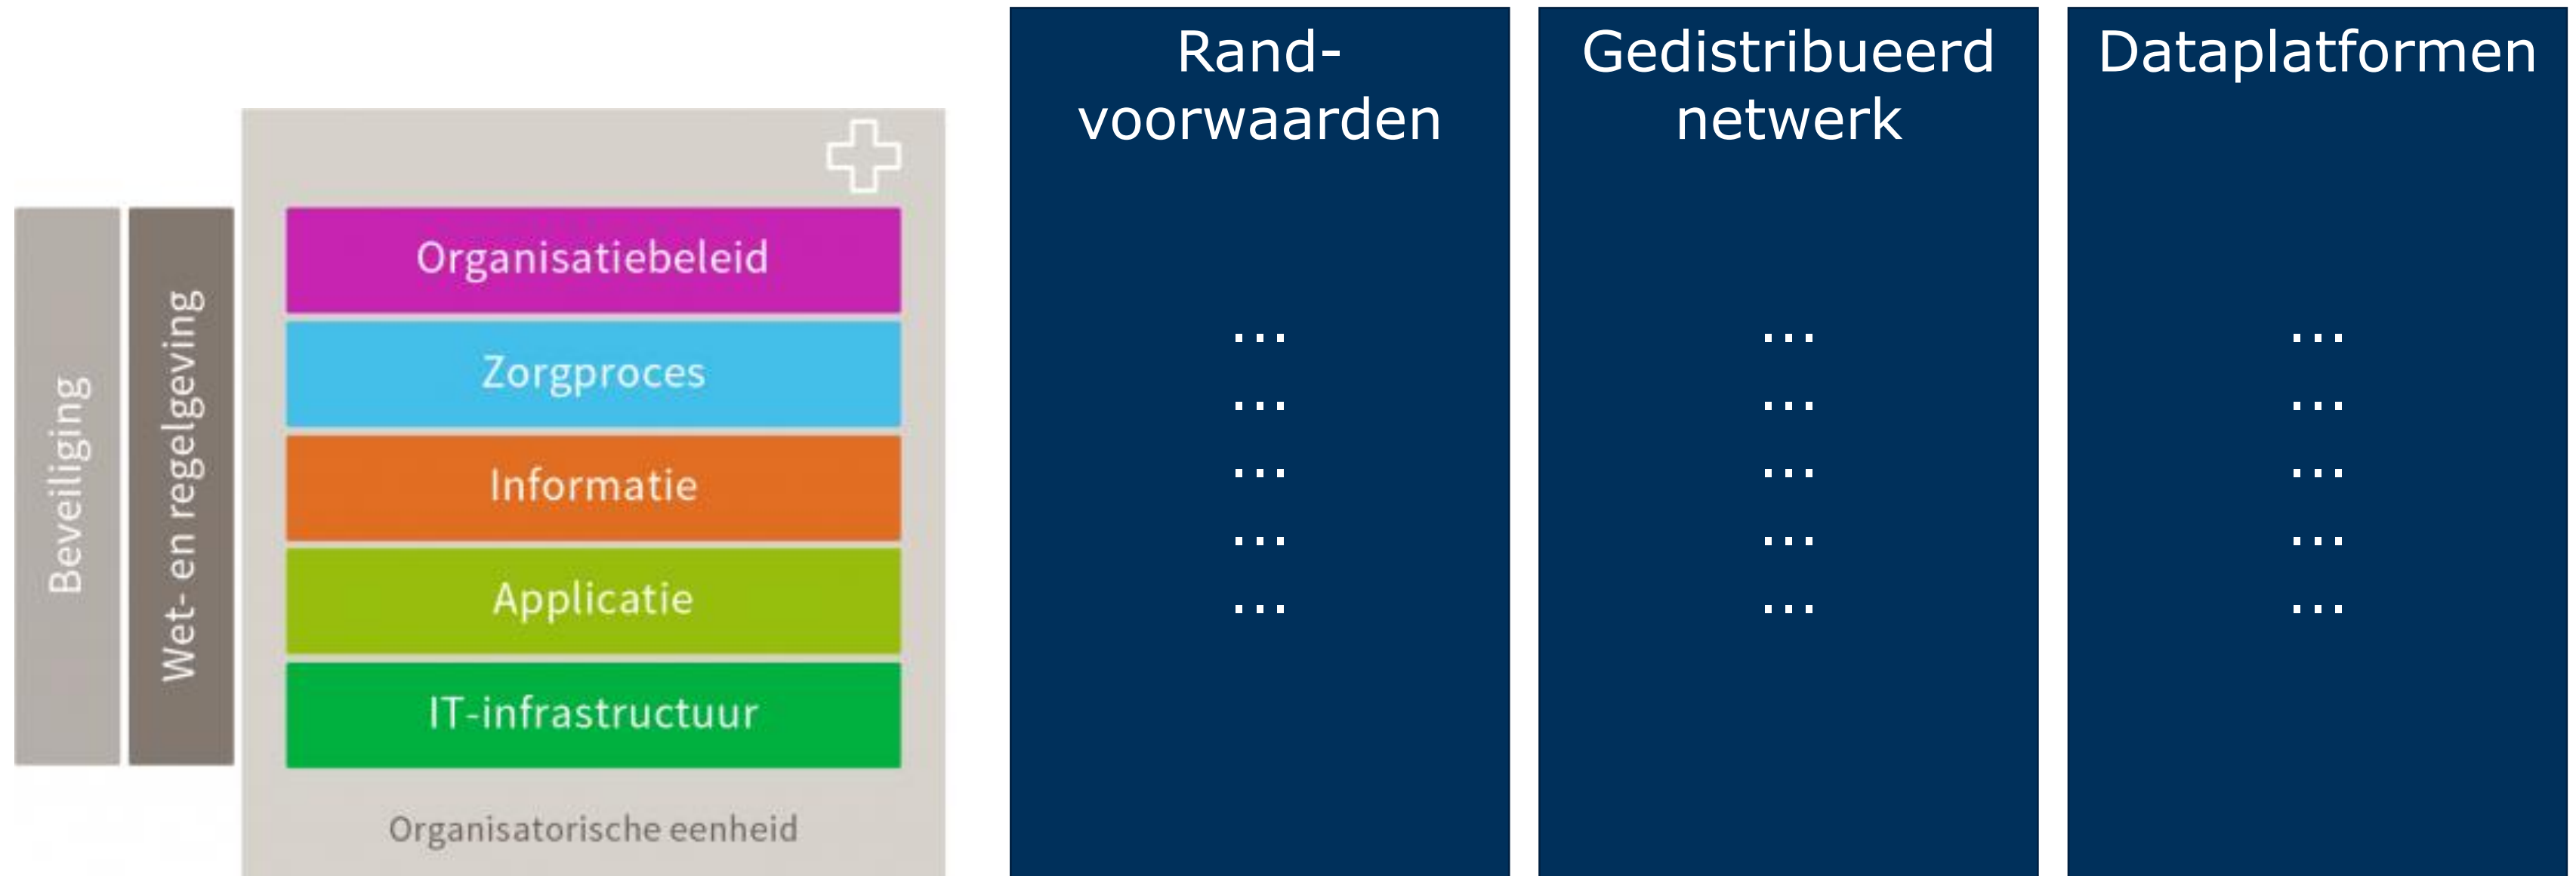 Beveiliging
Wet- en regelgeving
Organisatiebeleid
Zorgproces
Informatie
Applicatie
IT-infrastructuur
Organisatorische eenheid
Rand-
voorwaarden
...
...
...
...
...
Gedistribueerd
netwerk
...
...
...
...
...
Dataplatformen
...
...
...
...
...